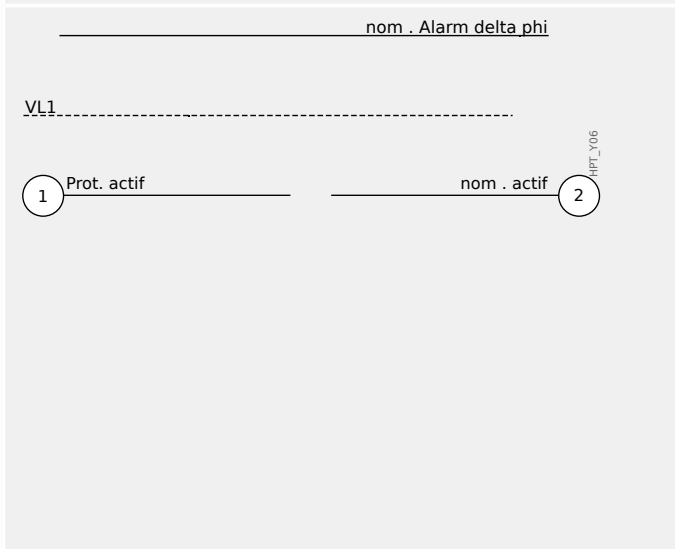 nom . Alarm delta phi
VL1
HPT_Y06
Prot. actif
nom . actif
1
2